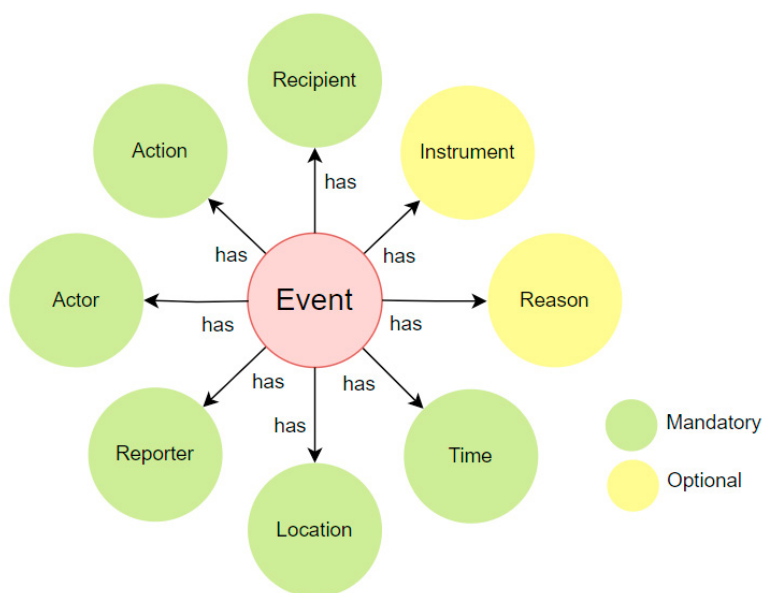 Recipient
Action
Instrument
has
has
has
Actor
Event
Reason
has
has
has
has
has
Reporter
Time
Location
Mandatory
Optional